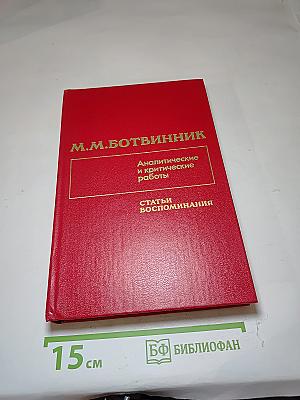 М.М.БОТВИННИК
Аналитические
и критические
работы
СТАТЬИ
ВОСПОМИНАНИЯ
15 см
БФ БИБЛИОФАН